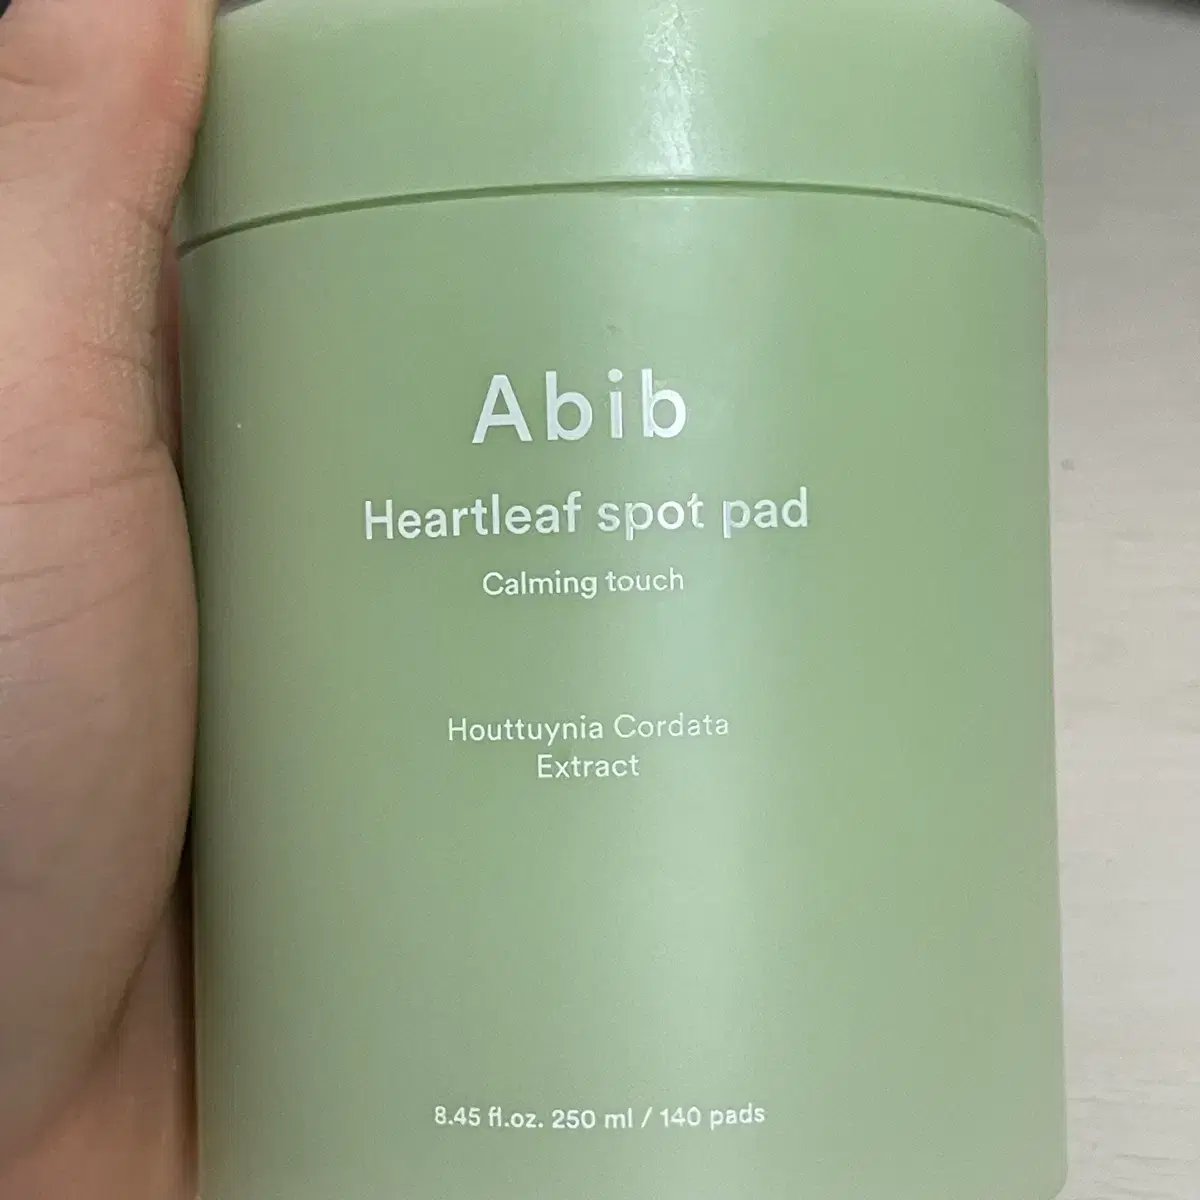 Abib
Heartleaf spot pad
Calming touch
Houttuynia Cordata
Extract
8.45 fl.oz. 250 ml / 140 pads